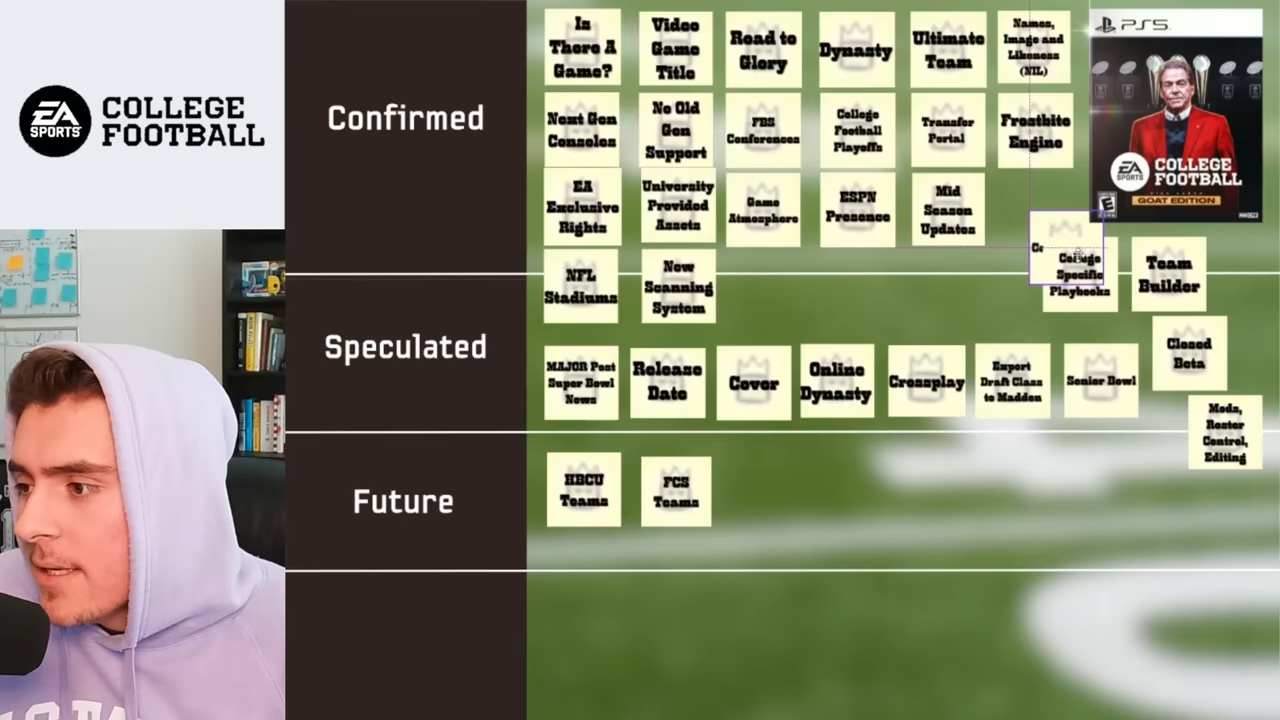 EA
SPORTS
COLLEGE
FOOTBALL
Confirmed
Is
There A
Game?
Video
Game
Title
Road to
Glory
Dynasty
Ultimate
Team
Names,
Image and
Likeness
(NIL)
PS5
Next Gen
Consoles
No Old
Gen
Support
FBS
Conferences
College
Football
Playoffs
Transfer
Portal
Frostbite
Engine
EA
SPORTS
COLLEGE
FOOTBALL
GOAT EDITION
E
EA
Exclusive
Rights
University
Provided
Assets
Game
Atmosphere
ESPN
Presence
Mid
Season
Updates
NFL
Stadiums
New
Scanning
System
College
Specific
Playbooks
Team
Builder
Speculated
MAJOR Post
Super Bowl
News
Release
Date
Cover
Online
Dynasty
Crossplay
Export
Draft Class
to Madden
Senior Bowl
Closed
Beta
Mods,
Roster
Control,
Editing
Future
HBCU
Teams
FCS
Teams